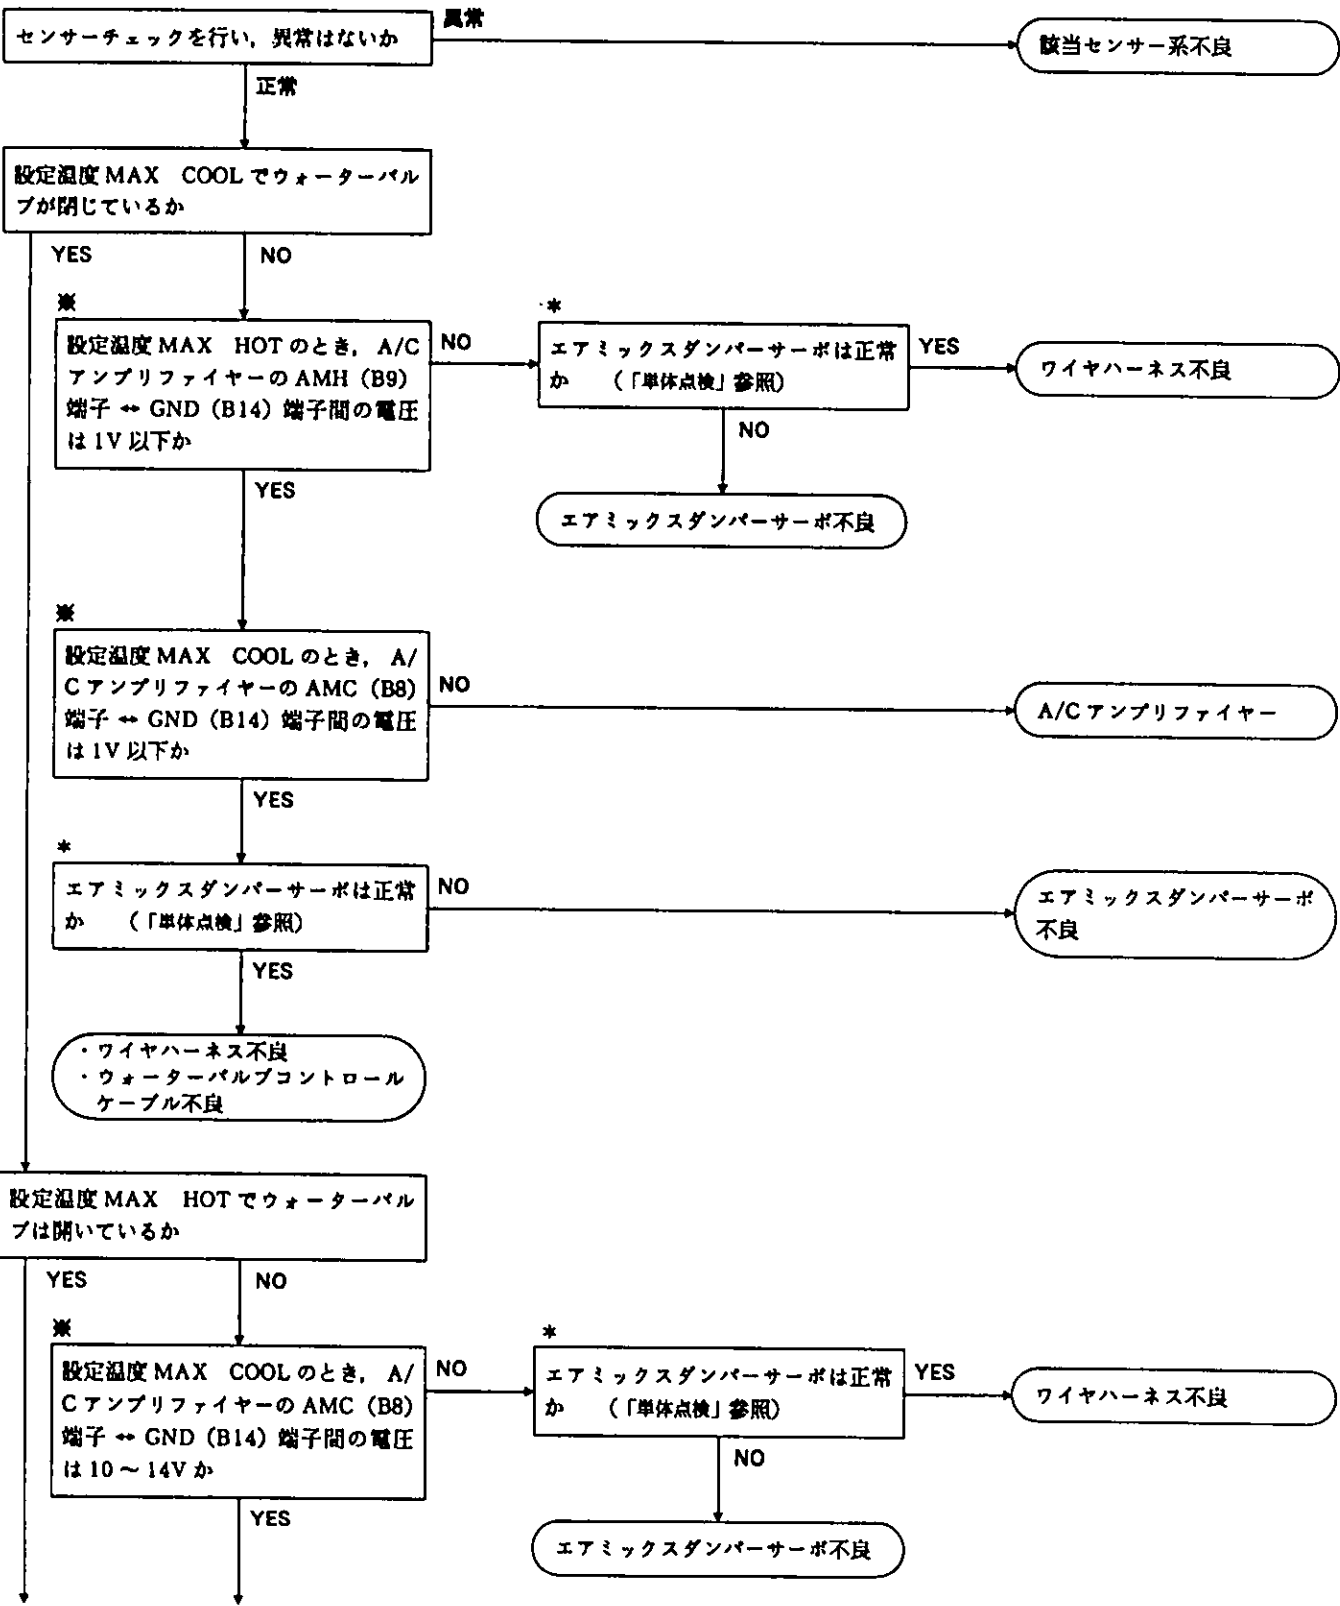 異常
センサーチェックを行い，異常はないか
該当センサー系不良
正常
設定温度 MAX COOL でウォーターバル
ブが閉じているか
YES
NO
※
設定温度 MAX HOT のとき，A/C
アンプリファイヤーの AMH（B9）
端子 ↔ GND（B14）端子間の電圧
は 1V 以下か
NO
*
エアミックスダンパーサーボは正常
か （「単体点検」参照）
YES
ワイヤハーネス不良
NO
エアミックスダンパーサーボ不良
YES
※
設定温度 MAX COOL のとき，A/
C アンプリファイヤーの AMC（B8）
端子 ↔ GND（B14）端子間の電圧
は 1V 以下か
NO
A/C アンプリファイヤー
YES
*
エアミックスダンパーサーボは正常
か （「単体点検」参照）
NO
エアミックスダンパーサーボ
不良
YES
・ワイヤハーネス不良
・ウォーターバルブコントロール
ケーブル不良
設定温度 MAX HOT でウォーターバル
ブは開いているか
YES
NO
※
設定温度 MAX COOL のとき，A/
C アンプリファイヤーの AMC（B8）
端子 ↔ GND（B14）端子間の電圧
は 10 〜 14V か
NO
*
エアミックスダンパーサーボは正常
か （「単体点検」参照）
YES
ワイヤハーネス不良
NO
エアミックスダンパーサーボ不良
YES